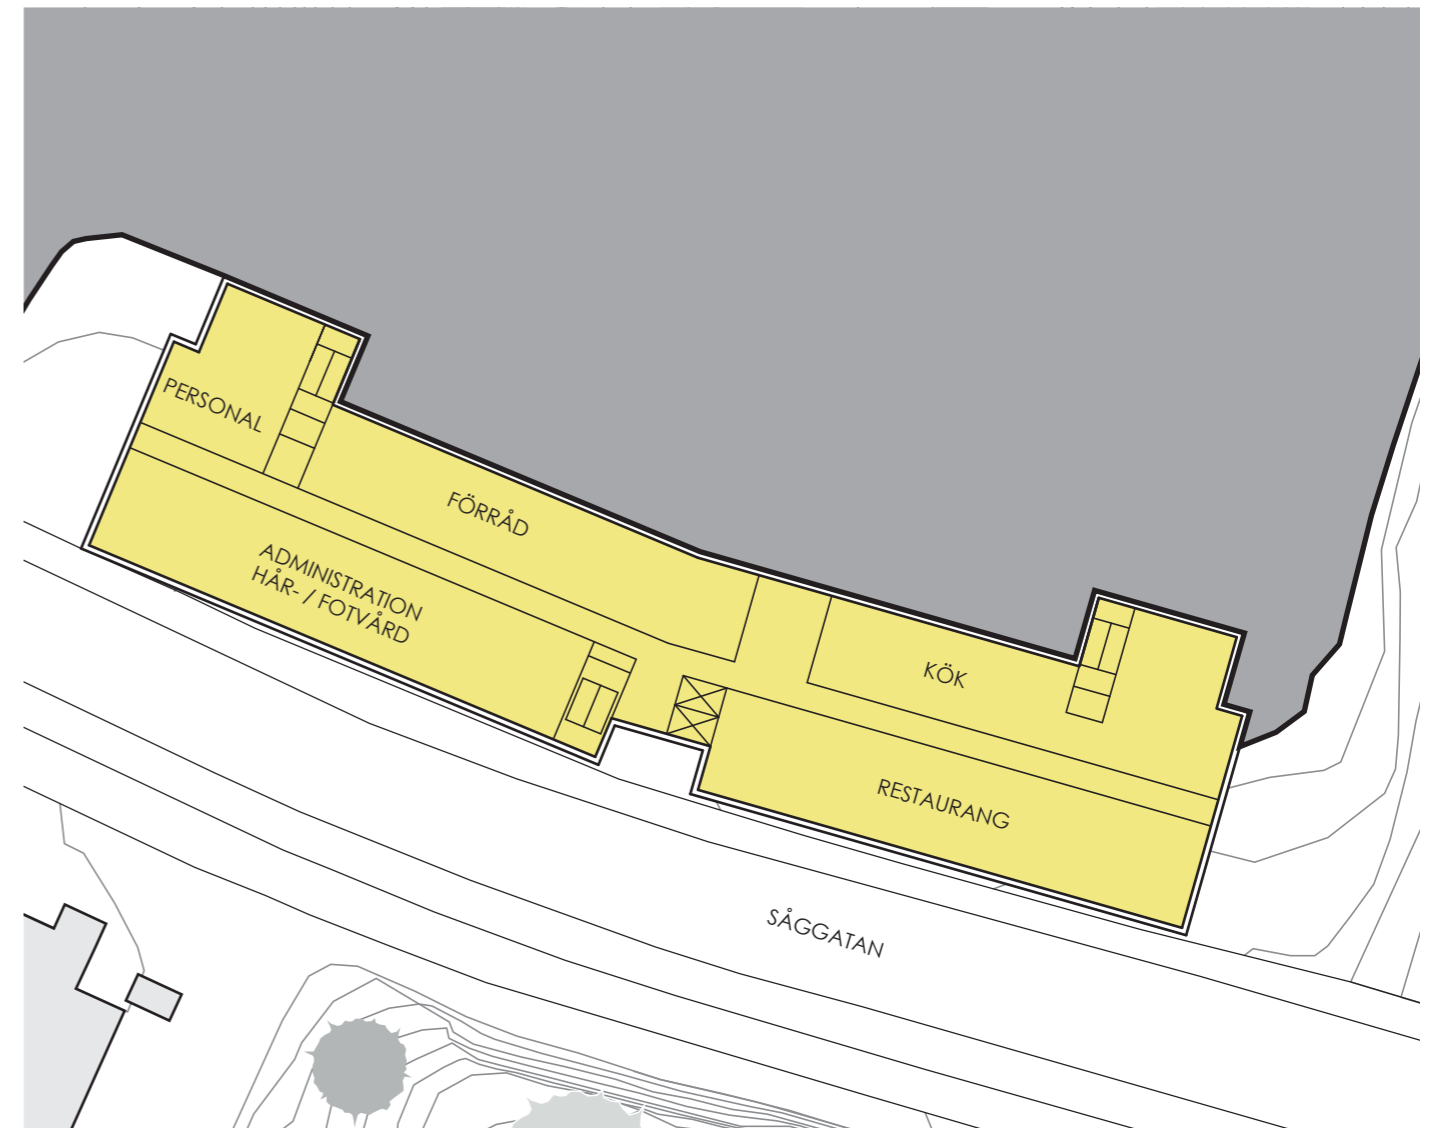 PERSONAL
FÖRRÅD
ADMINISTRATION
HÅR- / FOTVÅRD
KÖK
RESTAURANG
SÅGGATAN